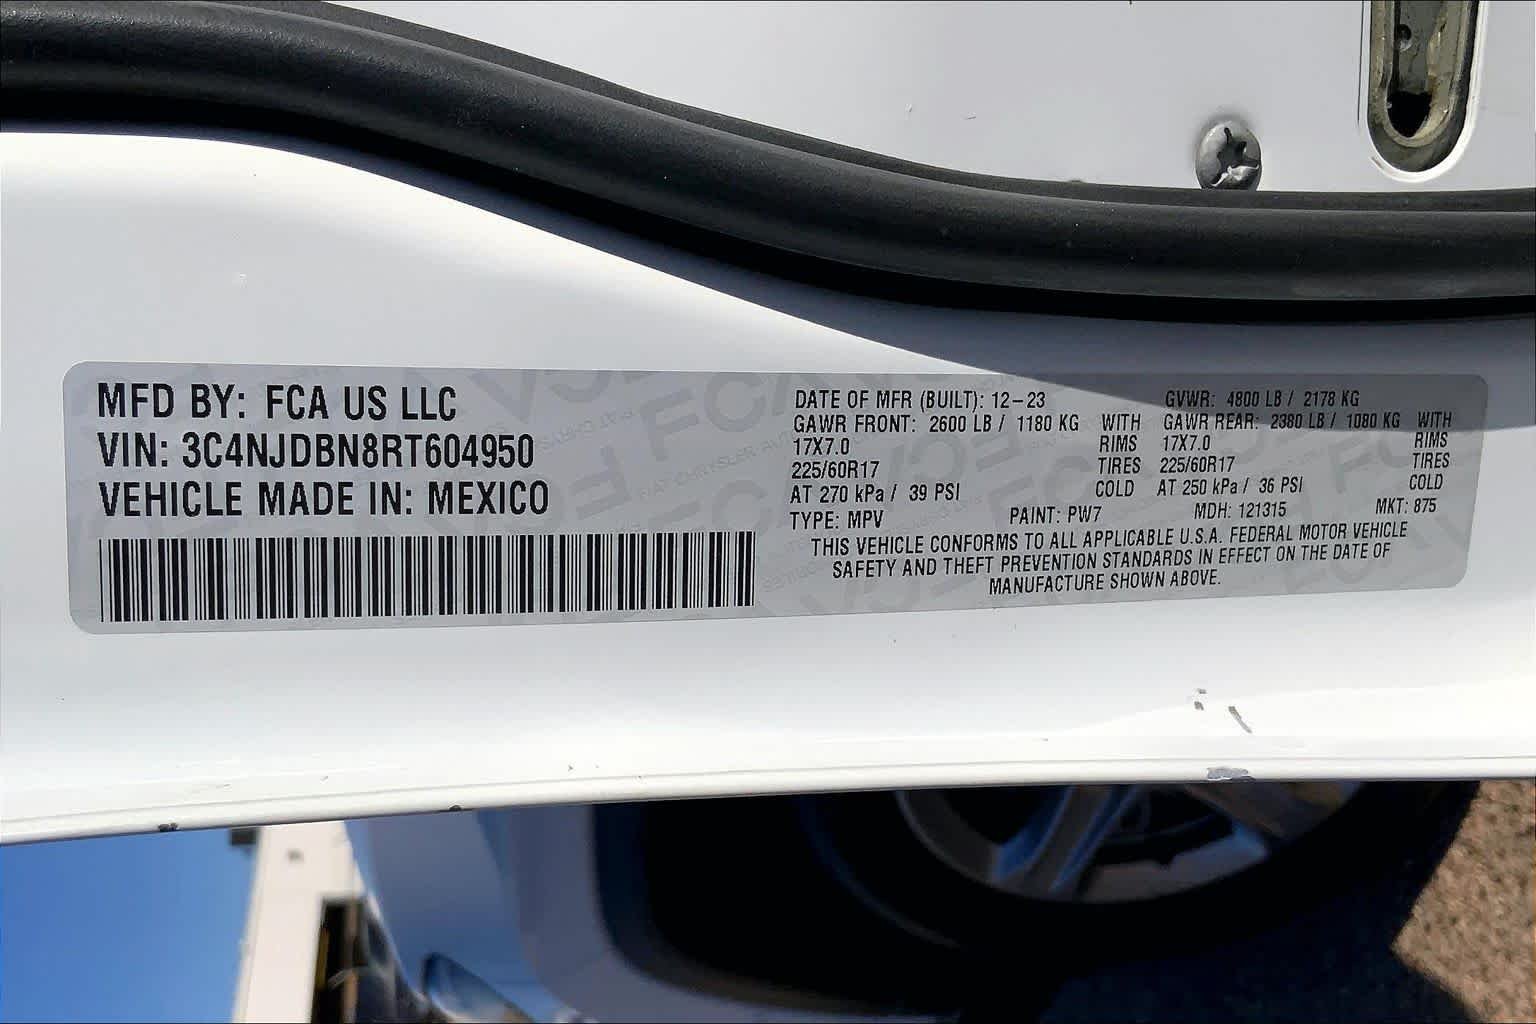 MFD BY: FCA US LLC
VIN: 3C4NJDBN8RT604950
VEHICLE MADE IN: MEXICO
DATE OF MFR (BUILT): 12-23 GVWR: 4800 LB / 2178 KG
GAWR FRONT: 2600 LB / 1180 KG WITH GAWR REAR: 2380 LB / 1080 KG WITH
17X7.0 RIMS 17X7.0 RIMS
225/60R17 TIRES 225/60R17 TIRES
AT 270 kPa / 39 PSI COLD AT 250 kPa / 36 PSI COLD
TYPE: MPV PAINT: PW7 MDH: 121315 MKT: 875
THIS VEHICLE CONFORMS TO ALL APPLICABLE U.S.A. FEDERAL MOTOR VEHICLE
SAFETY AND THEFT PREVENTION STANDARDS IN EFFECT ON THE DATE OF
MANUFACTURE SHOWN ABOVE.